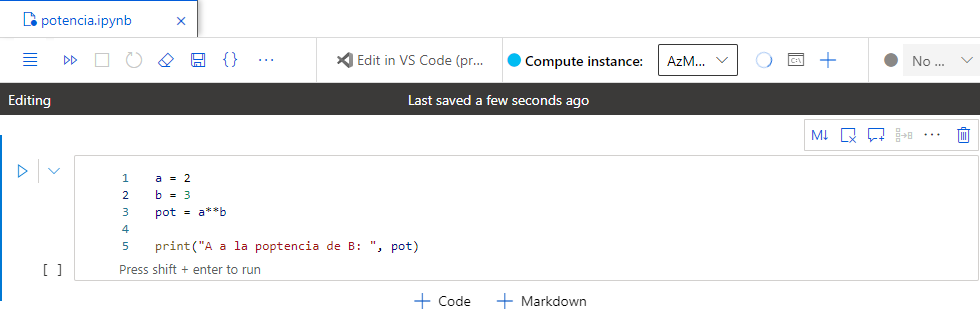 potencia.ipynb
Edit in VS Code (pr... Compute instance: AzM... No ...
Editing Last saved a few seconds ago
M↓
1 a = 2
2 b = 3
3 pot = a**b
4
5 print("A a la poptencia de B: ", pot)
[ ] Press shift + enter to run
+ Code + Markdown